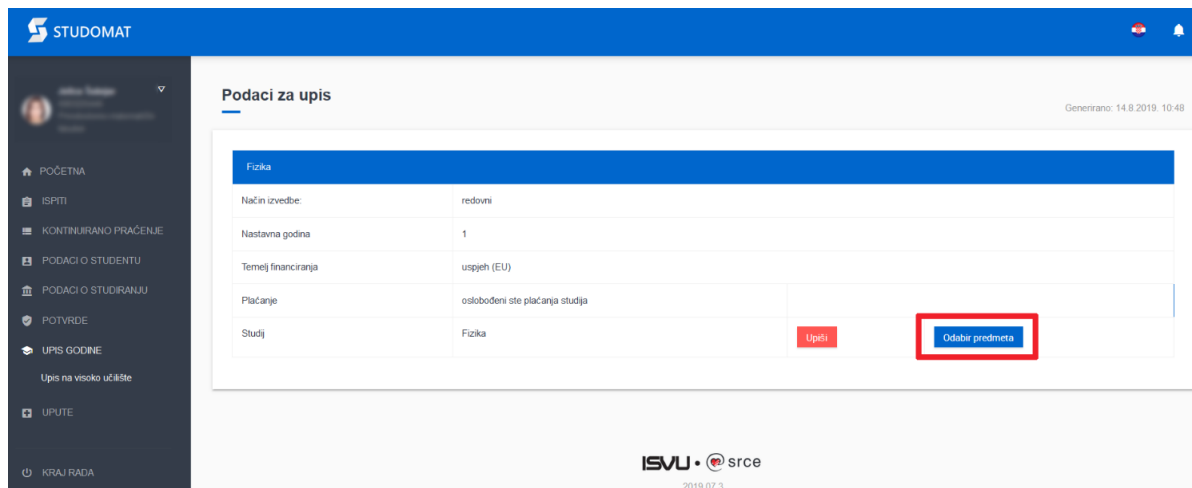 STUDOMAT
Podaci za upis
Generirano: 14.8.2019. 10:48
POČETNA
ISPITI
KONTINUIRANO PRAĆENJE
PODACI O STUDENTU
PODACI O STUDIRANJU
POTVRDE
UPIS GODINE
Upis na visoko učilište
UPUTE
KRAJ RADA
Fizika
Način izvedbe: redovni
Nastavna godina 1
Temelj financiranja uspjeh (EU)
Plaćanje oslobođeni ste plaćanja studija
Studij Fizika Upiši Odabir predmeta
ISVU • srce
2019.07.3